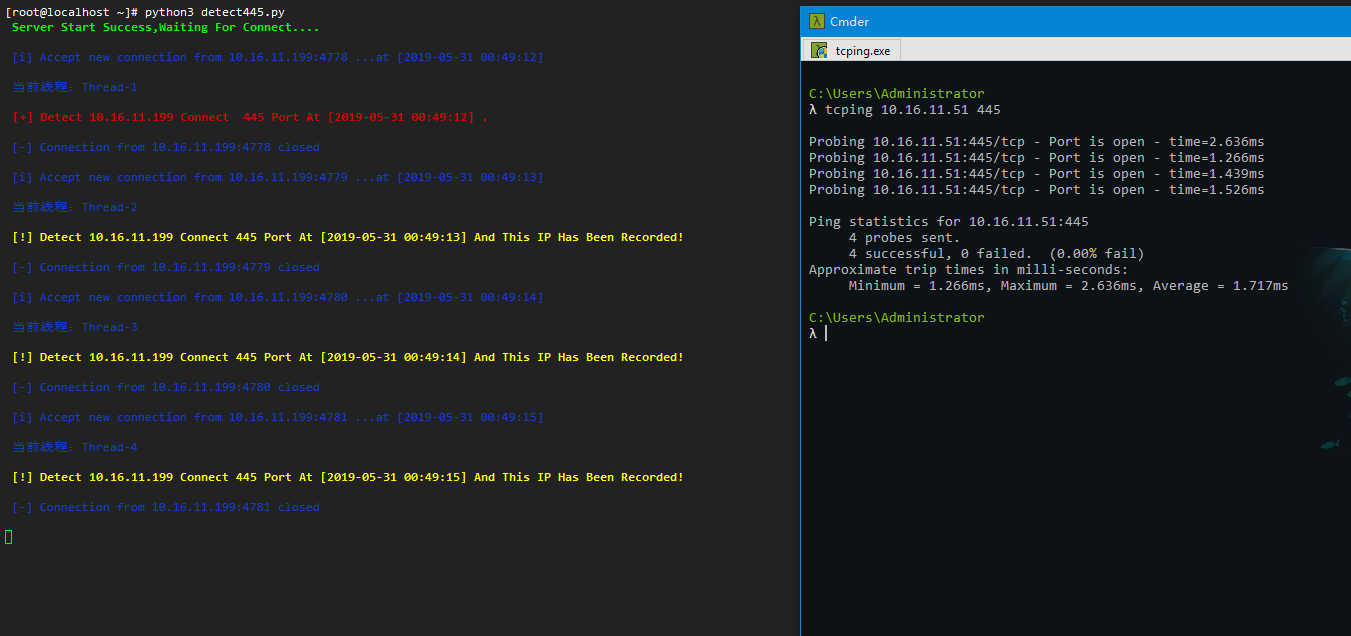 [root@localhost ~]# python3 detect445.py
Server Start Success,Waiting For Connect....
[i] Accept new connection from 10.16.11.199:4778 ...at [2019-05-31 00:49:12]
当前线程：Thread-1
[+] Detect 10.16.11.199 Connect  445 Port At [2019-05-31 00:49:12] .
[-] Connection from 10.16.11.199:4778 closed
[i] Accept new connection from 10.16.11.199:4779 ...at [2019-05-31 00:49:13]
当前线程：Thread-2
[!] Detect 10.16.11.199 Connect 445 Port At [2019-05-31 00:49:13] And This IP Has Been Recorded!
[-] Connection from 10.16.11.199:4779 closed
[i] Accept new connection from 10.16.11.199:4780 ...at [2019-05-31 00:49:14]
当前线程：Thread-3
[!] Detect 10.16.11.199 Connect 445 Port At [2019-05-31 00:49:14] And This IP Has Been Recorded!
[-] Connection from 10.16.11.199:4780 closed
[i] Accept new connection from 10.16.11.199:4781 ...at [2019-05-31 00:49:15]
当前线程：Thread-4
[!] Detect 10.16.11.199 Connect 445 Port At [2019-05-31 00:49:15] And This IP Has Been Recorded!
[-] Connection from 10.16.11.199:4781 closed
λ Cmder
tcping.exe
C:\Users\Administrator
λ tcping 10.16.11.51 445
Probing 10.16.11.51:445/tcp - Port is open - time=2.636ms
Probing 10.16.11.51:445/tcp - Port is open - time=1.266ms
Probing 10.16.11.51:445/tcp - Port is open - time=1.439ms
Probing 10.16.11.51:445/tcp - Port is open - time=1.526ms
Ping statistics for 10.16.11.51:445
4 probes sent.
4 successful, 0 failed.  (0.00% fail)
Approximate trip times in milli-seconds:
Minimum = 1.266ms, Maximum = 2.636ms, Average = 1.717ms
C:\Users\Administrator
λ